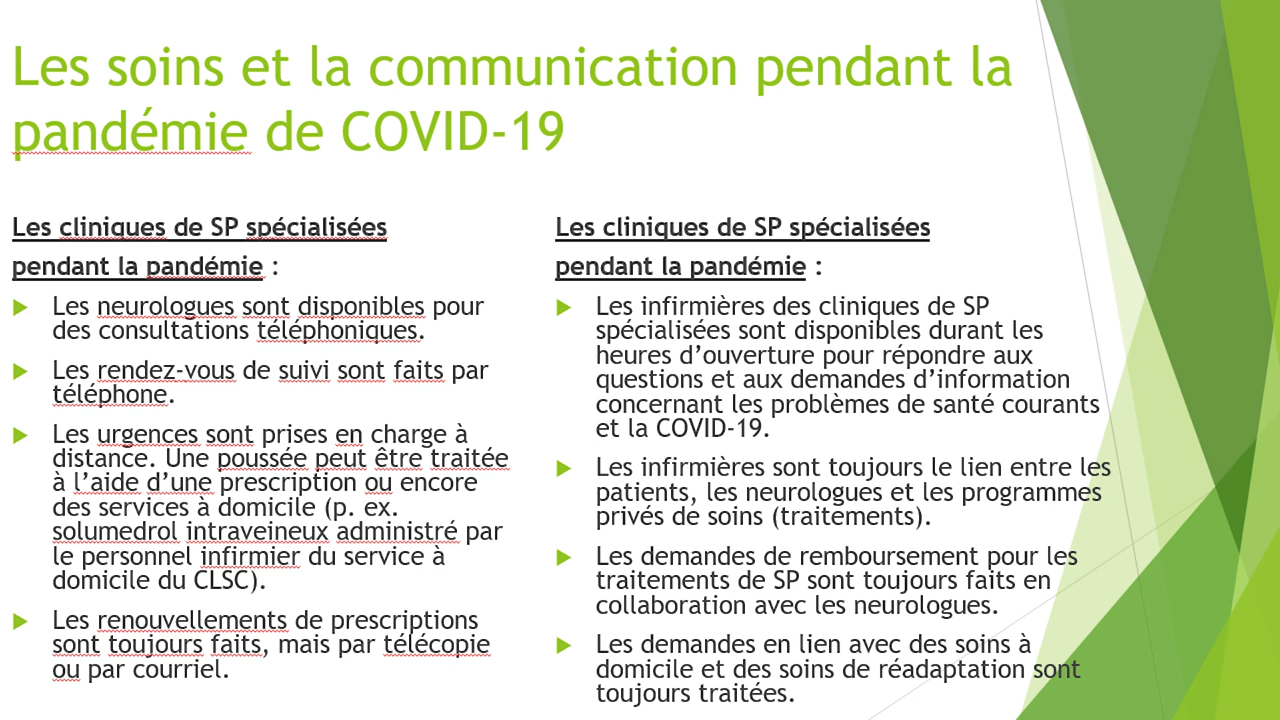 Les soins et la communication pendant la
pandémie de COVID-19
Les cliniques de SP spécialisées
pendant la pandémie :
Les neurologues sont disponibles pour
des consultations téléphoniques.
Les rendez-vous de suivi sont faits par
téléphone.
Les urgences sont prises en charge à
distance. Une poussée peut être traitée
à l’aide d’une prescription ou encore
des services à domicile (p. ex.
solumedrol intraveineux administré par
le personnel infirmier du service à
domicile du CLSC).
Les renouvellements de prescriptions
sont toujours faits, mais par télécopie
ou par courriel.
Les cliniques de SP spécialisées
pendant la pandémie :
Les infirmières des cliniques de SP
spécialisées sont disponibles durant les
heures d’ouverture pour répondre aux
questions et aux demandes d’information
concernant les problèmes de santé courants
et la COVID-19.
Les infirmières sont toujours le lien entre les
patients, les neurologues et les programmes
privés de soins (traitements).
Les demandes de remboursement pour les
traitements de SP sont toujours faits en
collaboration avec les neurologues.
Les demandes en lien avec des soins à
domicile et des soins de réadaptation sont
toujours traitées.